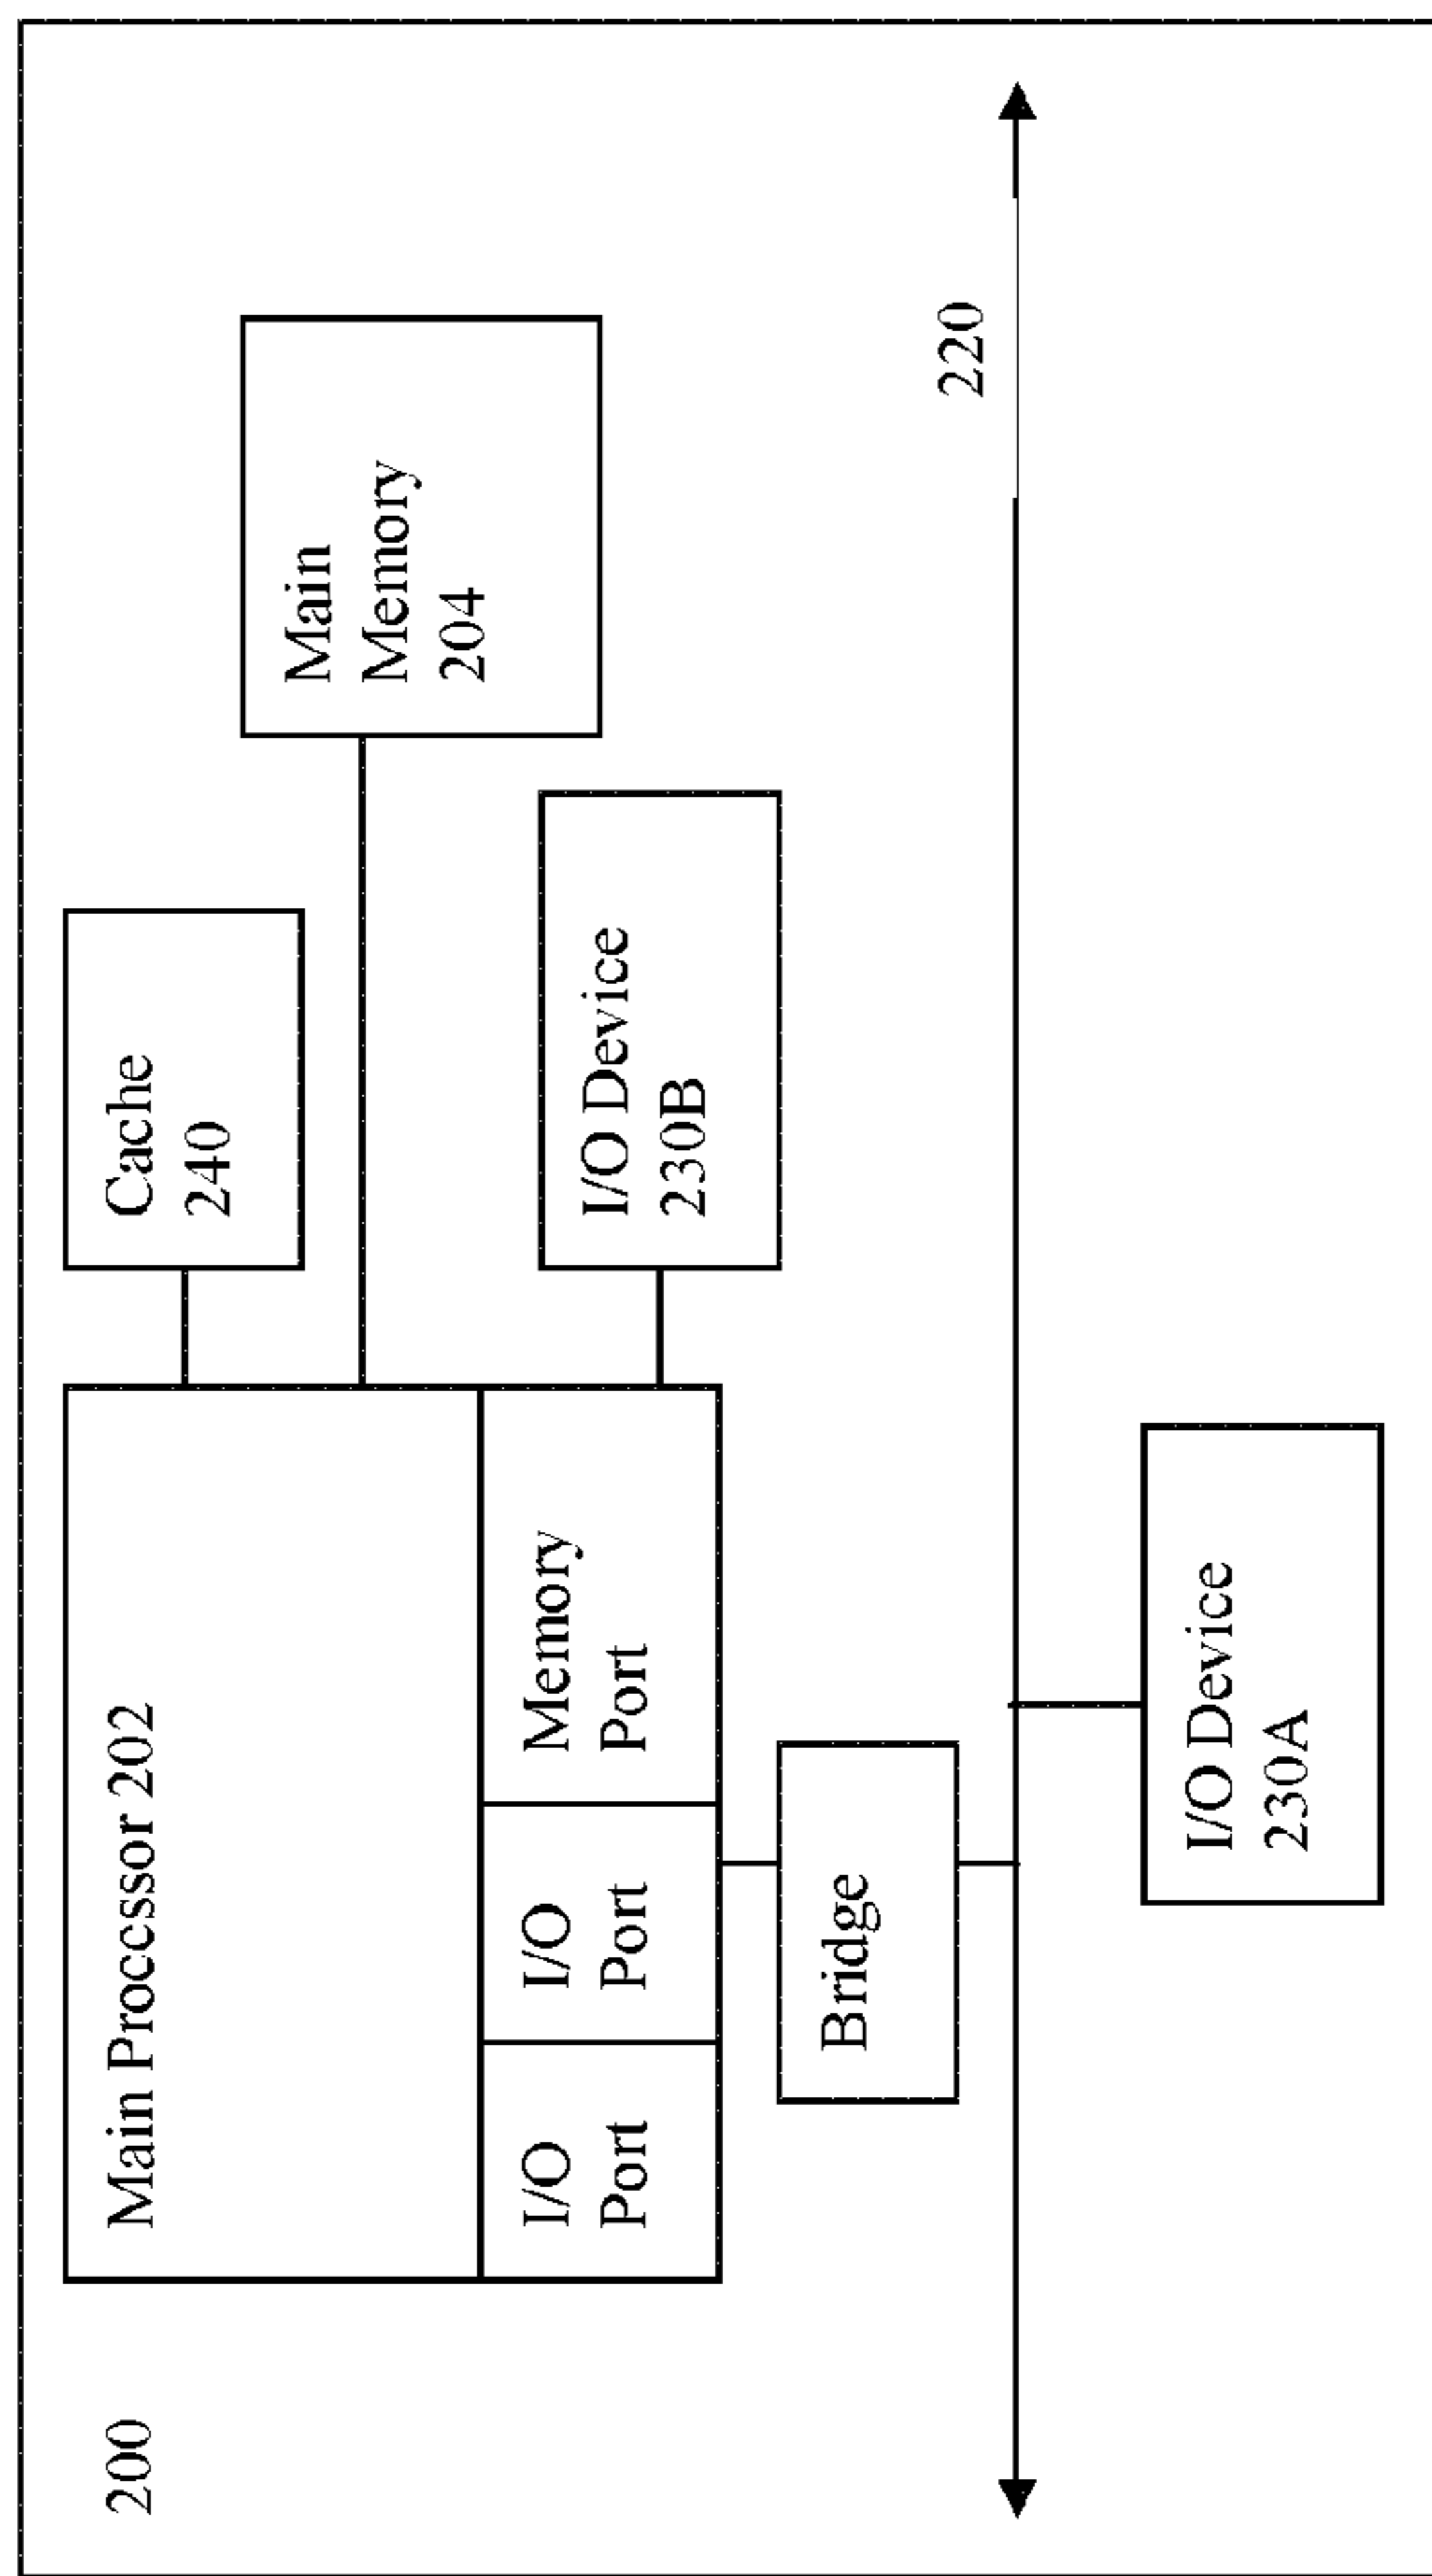 200
Main Processor 202
Cache
240
Main
Memory
204
I/O
Port
I/O
Port
Memory
Port
I/O Device
230B
Bridge
220
I/O Device
230A